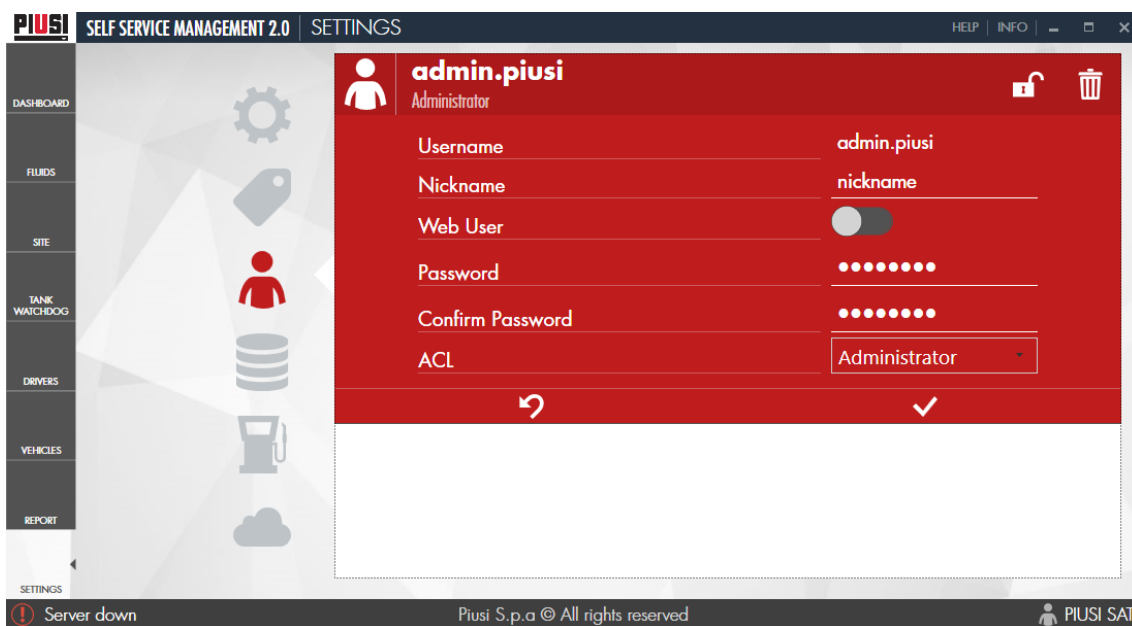 PIUSI SELF SERVICE MANAGEMENT 2.0 SETTINGS HELP INFO
admin.piusi
Administrator
DASHBOARD
FLUIDS
SITE
TANK
WATCHDOG
DRIVERS
VEHICLES
REPORT
SETTINGS
Username admin.piusi
Nickname nickname
Web User
Password ●●●●●●●●
Confirm Password ●●●●●●●●
ACL Administrator
Server down Piusi S.p.a © All rights reserved PIUSI SAT